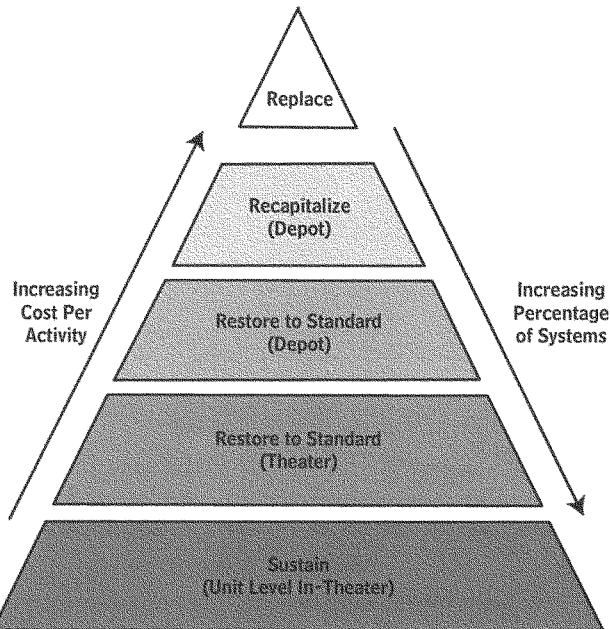 Replace
Recapitalize
(Depot)
Increasing
Cost Per
Activity
Increasing
Percentage
of Systems
Restore to Standard
(Depot)
Restore to Standard
(Theater)
Sustain
(Unit Level In-Theater)